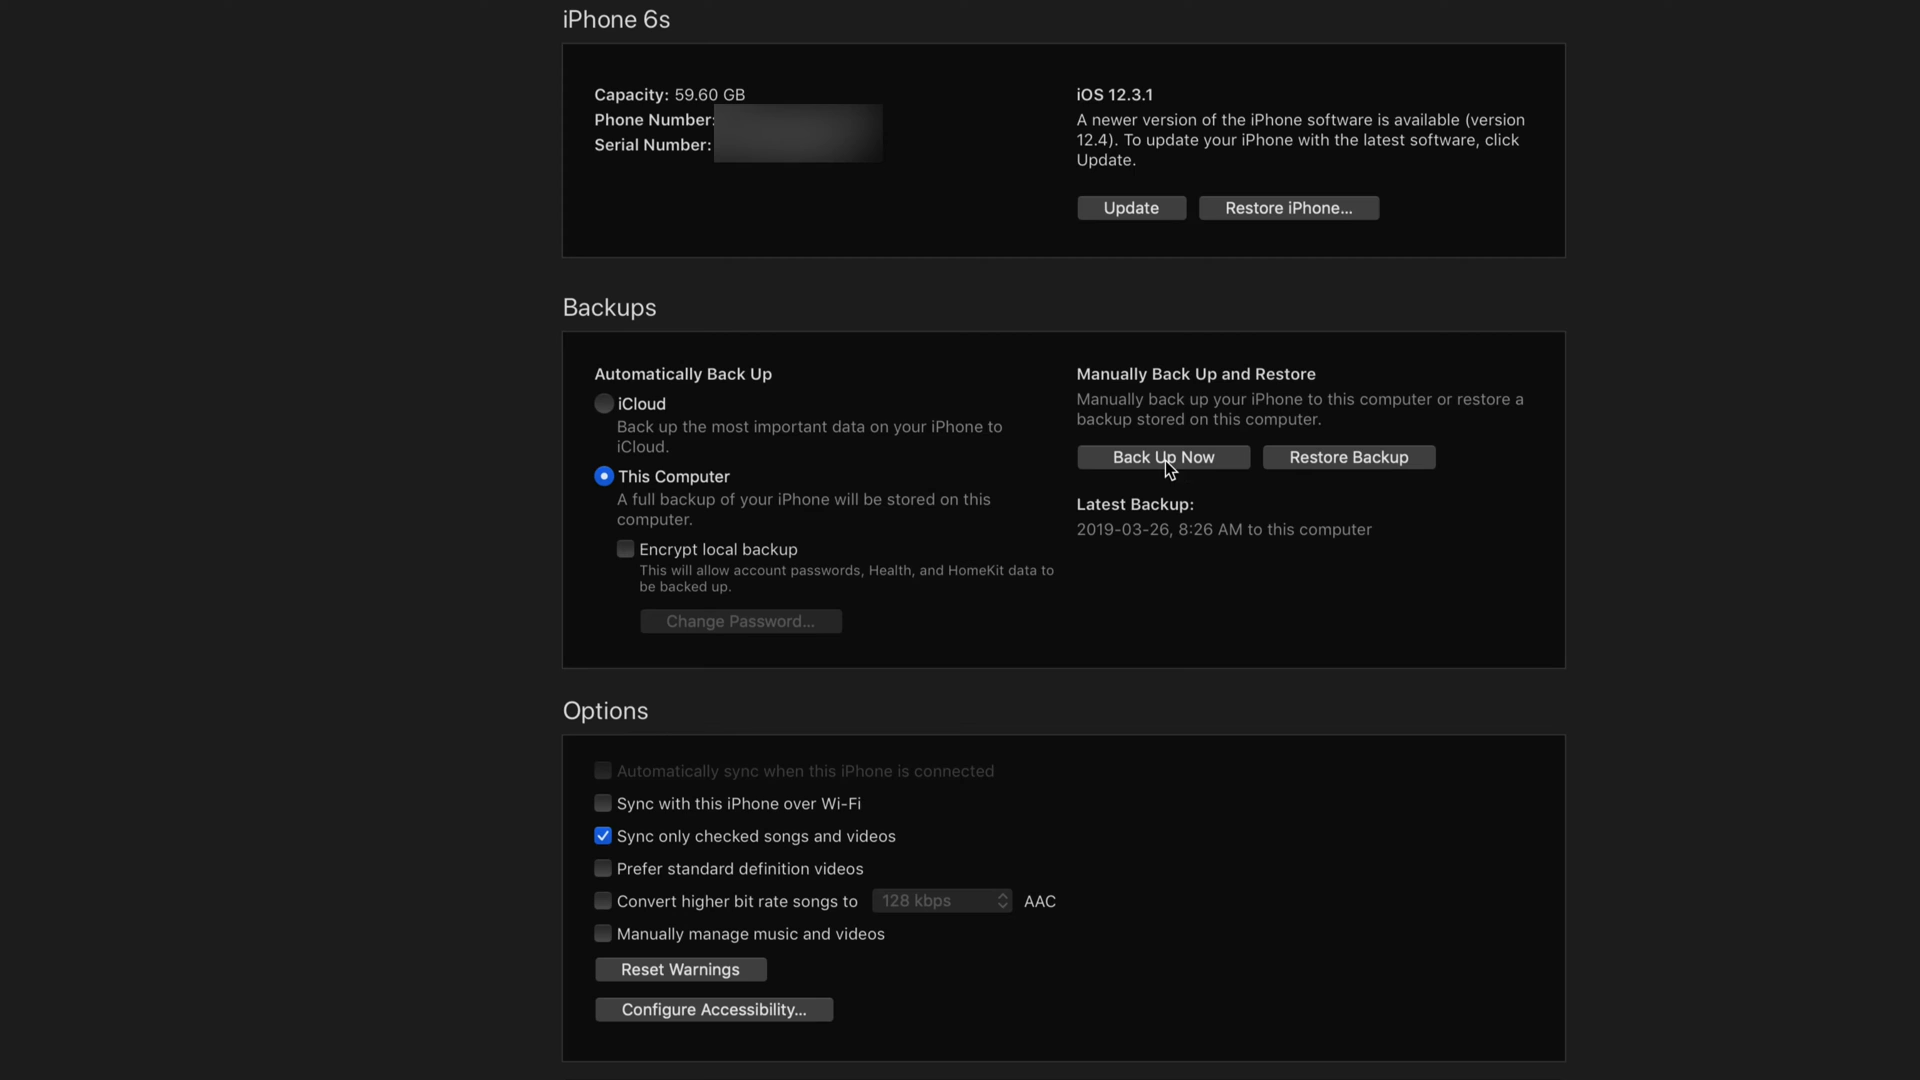 iPhone 6s
Capacity: 59.60 GB
Phone Number:
Serial Number:
iOS 12.3.1
A newer version of the iPhone software is available (version
12.4). To update your iPhone with the latest software, click
Update.
Update
Restore iPhone...
Backups
Automatically Back Up
iCloud
Back up the most important data on your iPhone to
iCloud.
This Computer
A full backup of your iPhone will be stored on this
computer.
Encrypt local backup
This will allow account passwords, Health, and HomeKit data to
be backed up.
Change Password...
Manually Back Up and Restore
Manually back up your iPhone to this computer or restore a
backup stored on this computer.
Back Up Now
Restore Backup
Latest Backup:
2019-03-26, 8:26 AM to this computer
Options
Automatically sync when this iPhone is connected
Sync with this iPhone over Wi-Fi
Sync only checked songs and videos
Prefer standard definition videos
Convert higher bit rate songs to 128 kbps AAC
Manually manage music and videos
Reset Warnings
Configure Accessibility...